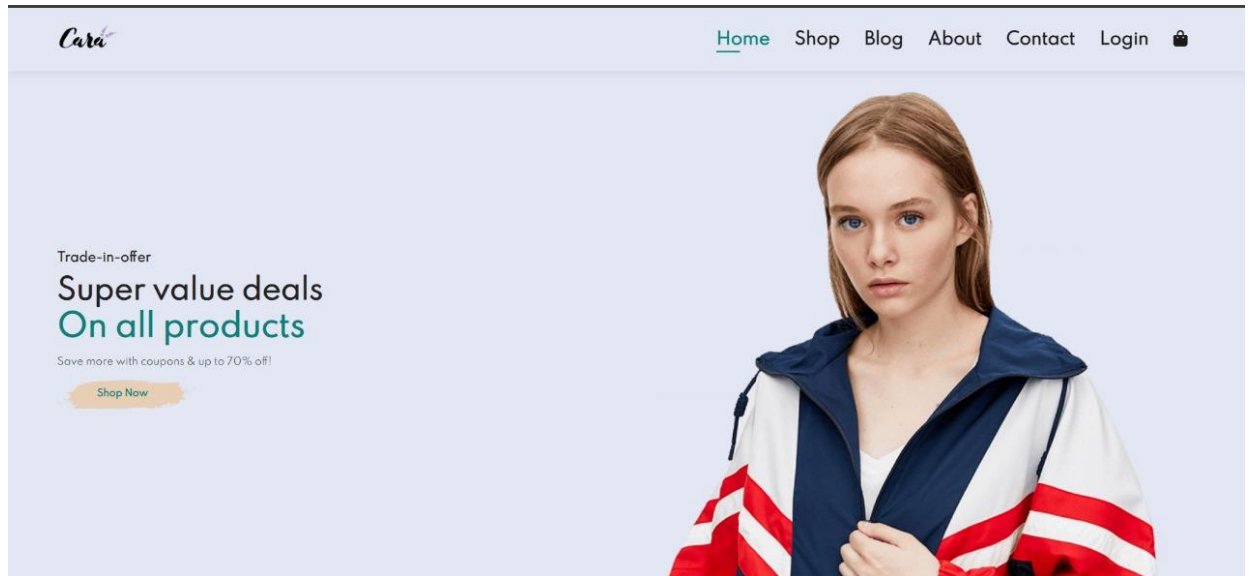 Cara
Home Shop Blog About Contact Login
Trade-in-offer
Super value deals
On all products
Save more with coupons & up to 70% off!
Shop Now